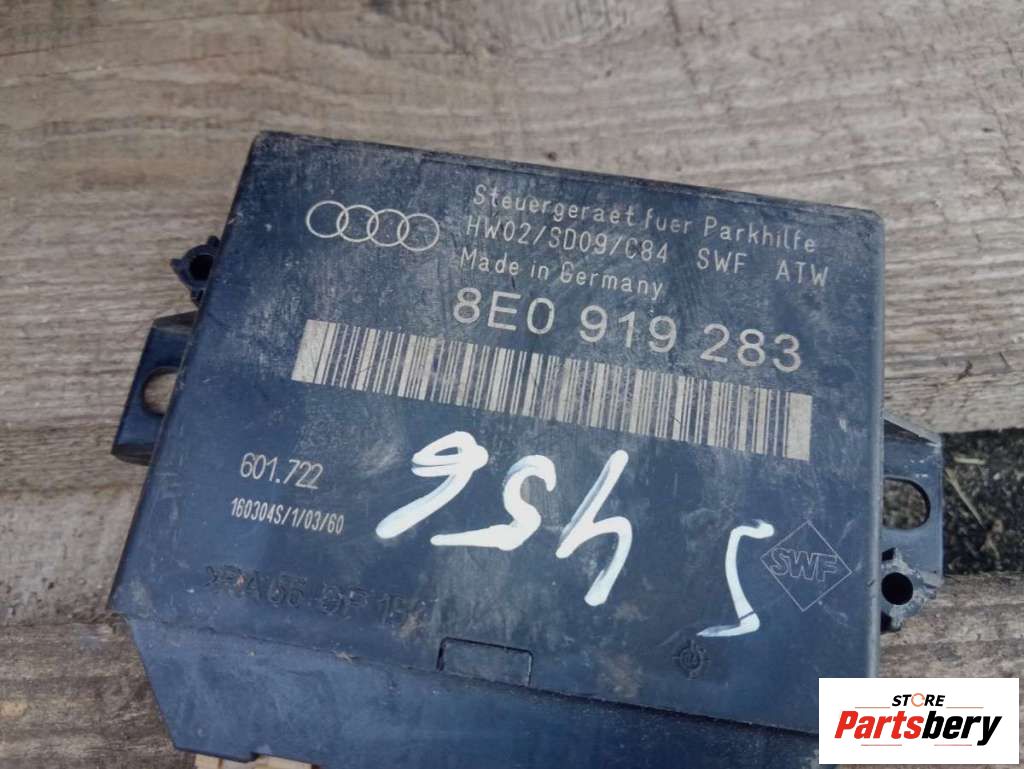 Steuergeraet fuer Parkhilfe
HW02/SD09/C84 SWF ATW
Made in Germany
8E0 919 283
601.722
160304S/1/03/60
SWF
STORE
Partsbery